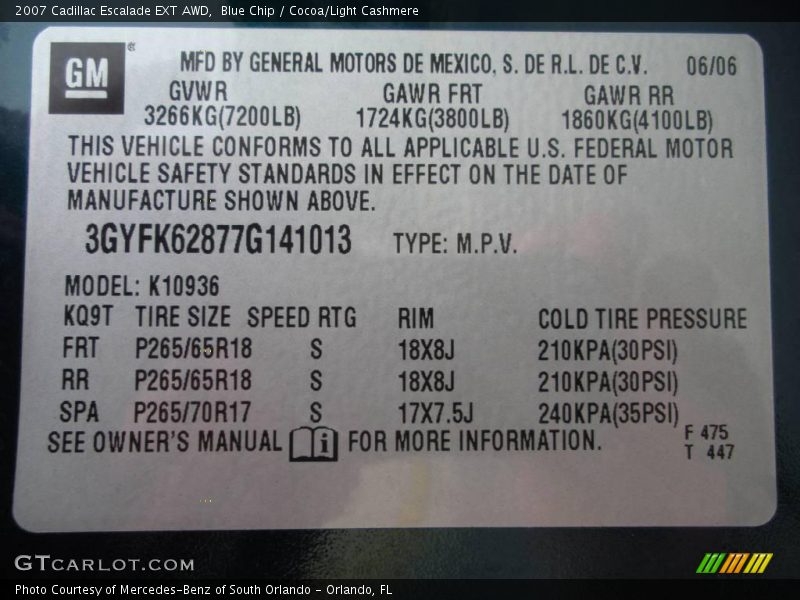 2007 Cadillac Escalade EXT AWD,  Blue Chip / Cocoa/Light Cashmere
GM ®
MFD BY GENERAL MOTORS DE MEXICO, S. DE R.L. DE C.V. 06/06
GVWR GAWR FRT GAWR RR
3266KG(7200LB) 1724KG(3800LB) 1860KG(4100LB)
THIS VEHICLE CONFORMS TO ALL APPLICABLE U.S. FEDERAL MOTOR
VEHICLE SAFETY STANDARDS IN EFFECT ON THE DATE OF
MANUFACTURE SHOWN ABOVE.
3GYFK62877G141013 TYPE: M.P.V.
MODEL: K10936
KQ9T TIRE SIZE SPEED RTG RIM COLD TIRE PRESSURE
FRT P265/65R18 S 18X8J 210KPA(30PSI)
RR P265/65R18 S 18X8J 210KPA(30PSI)
SPA P265/70R17 S 17X7.5J 240KPA(35PSI)
SEE OWNER'S MANUAL i FOR MORE INFORMATION.
F 475
T 447
GTCARLOT.COM
Photo Courtesy of Mercedes-Benz of South Orlando - Orlando, FL